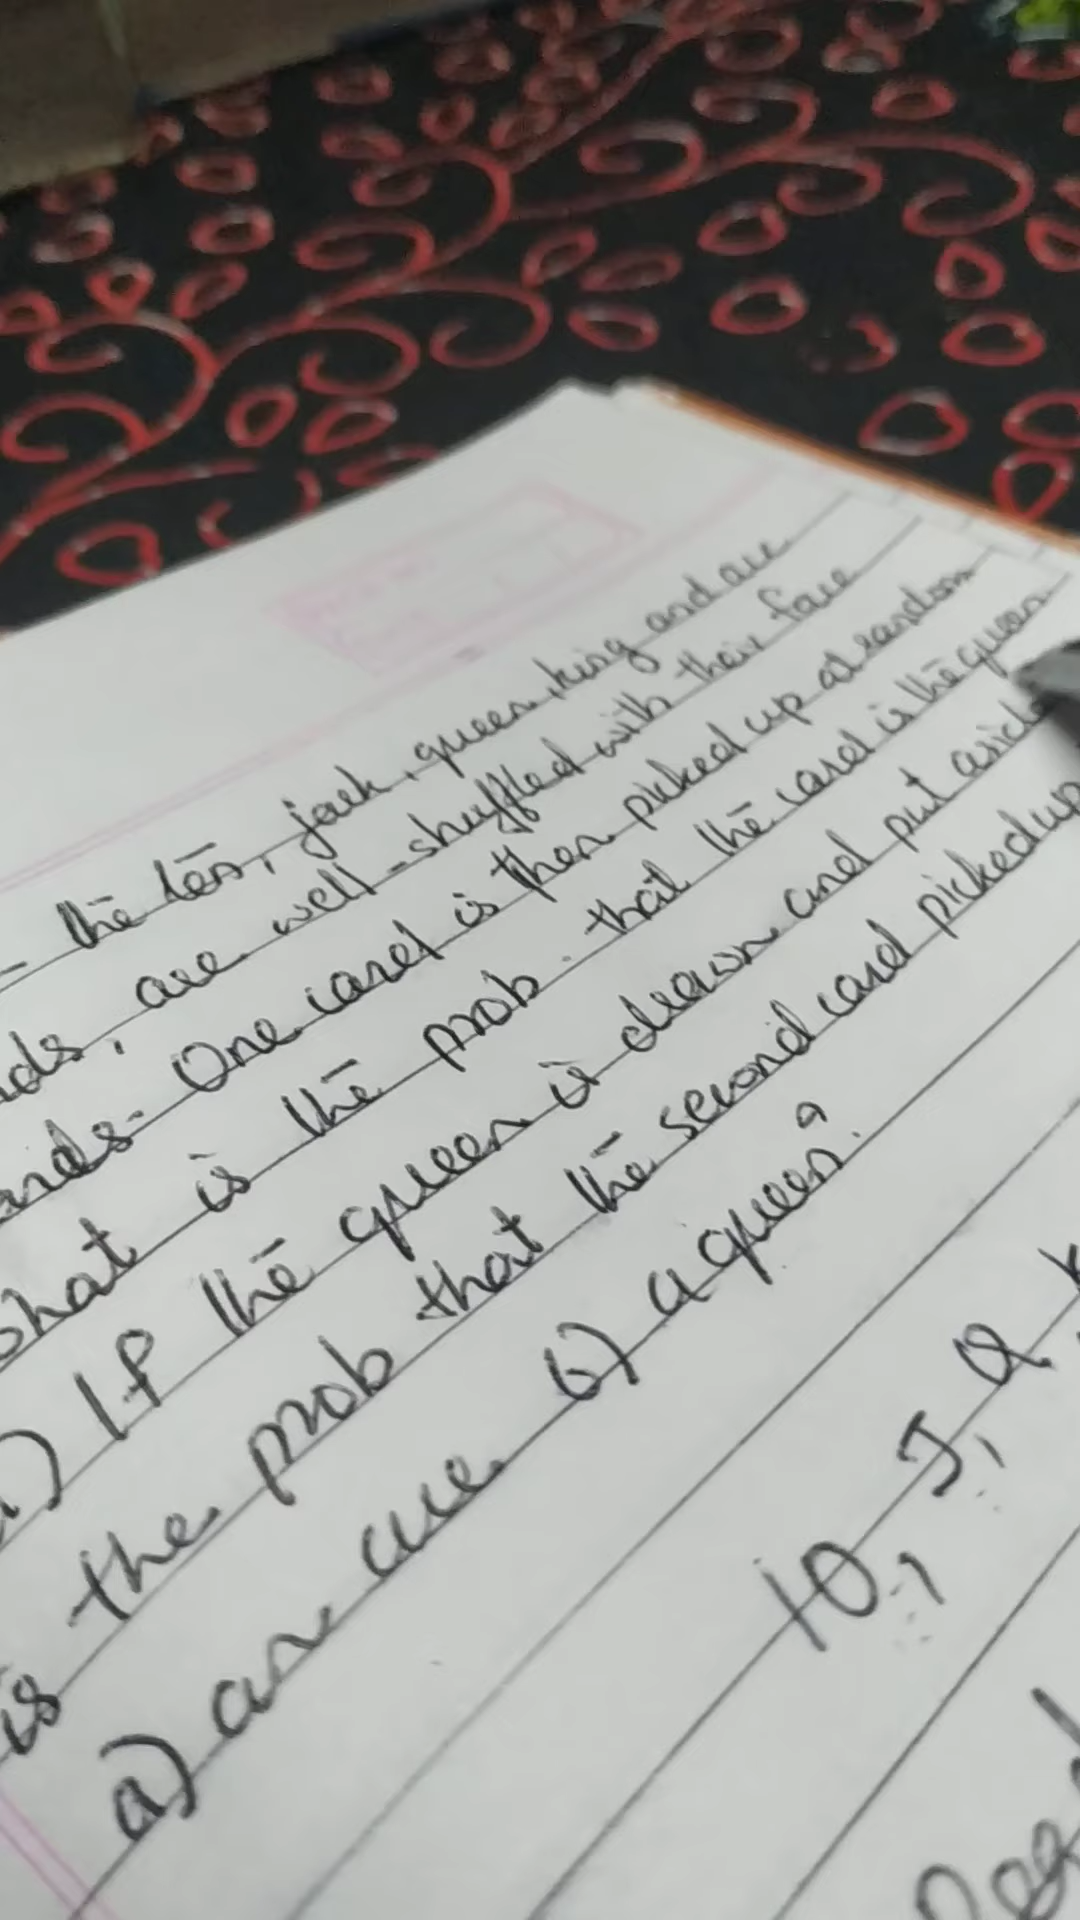 - the ten, jack, queen, king and ace
ds, are well-shuffled with their face
ards. One card is then picked up at random
what is the prob. that the card is the queen
) If the queen is drawn and put aside
is the prob that the second card picked up
a) an ace b) a queen?
10, J, Q